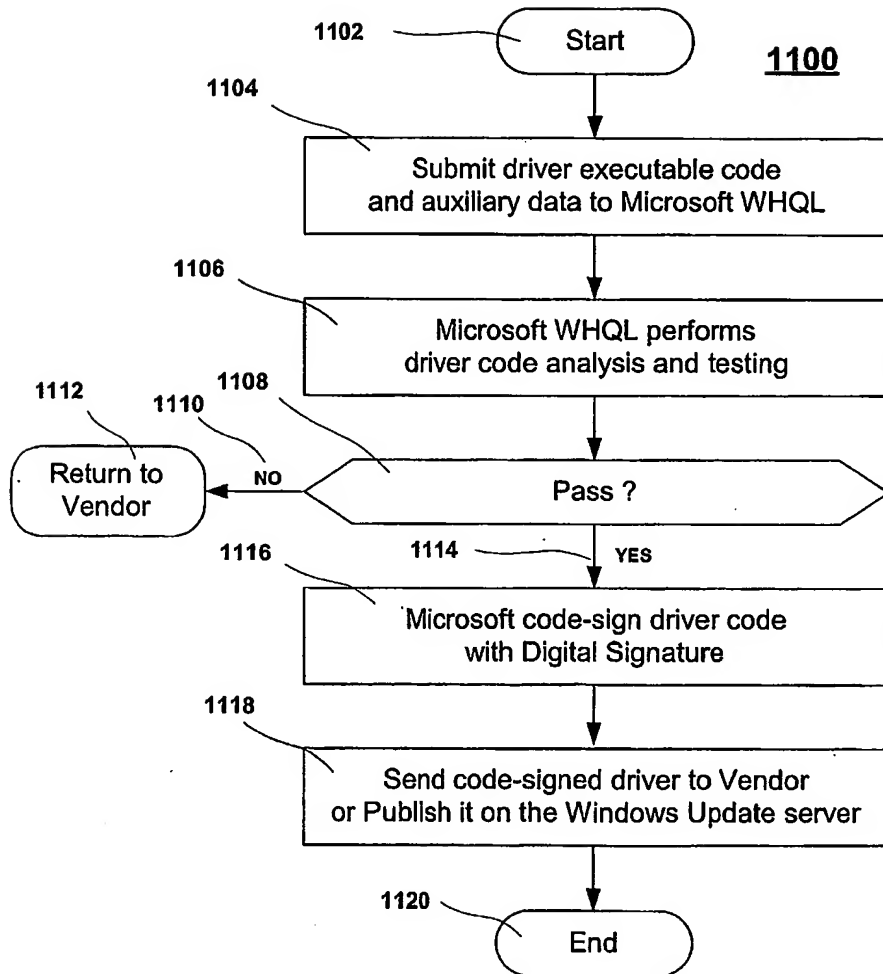 1102
Start
1100
1104
Submit driver executable code
and auxiliary data to Microsoft WHQL
1106
Microsoft WHQL performs
driver code analysis and testing
1108
1112
1110
Return to
Vendor
NO
Pass ?
1114
YES
1116
Microsoft code-sign driver code
with Digital Signature
1118
Send code-signed driver to Vendor
or Publish it on the Windows Update server
1120
End